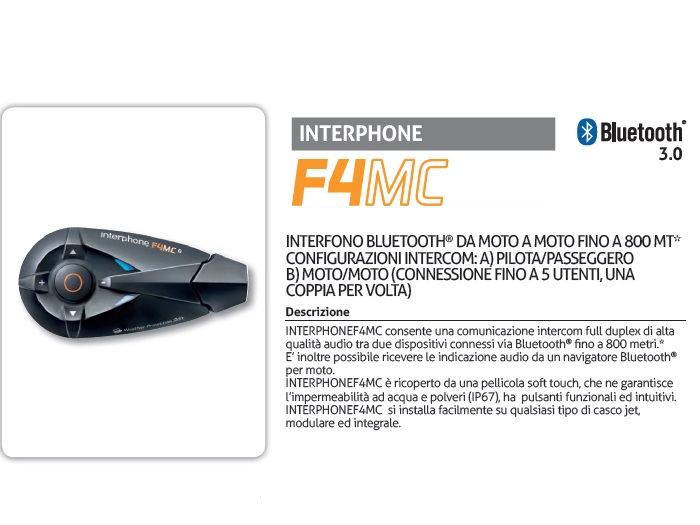 INTERPHONE
Bluetooth®
3.0
F4MC
interphone F4MC
INTERFONO BLUETOOTH® DA MOTO A MOTO FINO A 800 MT*
CONFIGURAZIONI INTERCOM: A) PILOTA/PASSEGGERO
B) MOTO/MOTO (CONNESSIONE FINO A 5 UTENTI, UNA
COPPIA PER VOLTA)
Descrizione
INTERPHONEF4MC consente una comunicazione intercom full duplex di alta
qualità audio tra due dispositivi connessi via Bluetooth® fino a 800 metri.*
E' inoltre possibile ricevere le indicazione audio da un navigatore Bluetooth®
per moto.
INTERPHONEF4MC è ricoperto da una pellicola soft touch, che ne garantisce
l'impermeabilità ad acqua e polveri (IP67), ha pulsanti funzionali ed intuitivi.
INTERPHONEF4MC si installa facilmente su qualsiasi tipo di casco jet,
modulare ed integrale.